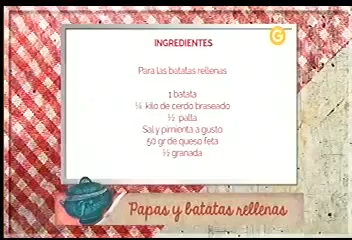 INGREDIENTES
G
Para las batatas rellenas
1 batata
¼ kilo de cerdo braseado
½ palta
Sal y pimienta a gusto
50 gr de queso feta
½ granada
Papas y batatas rellenas